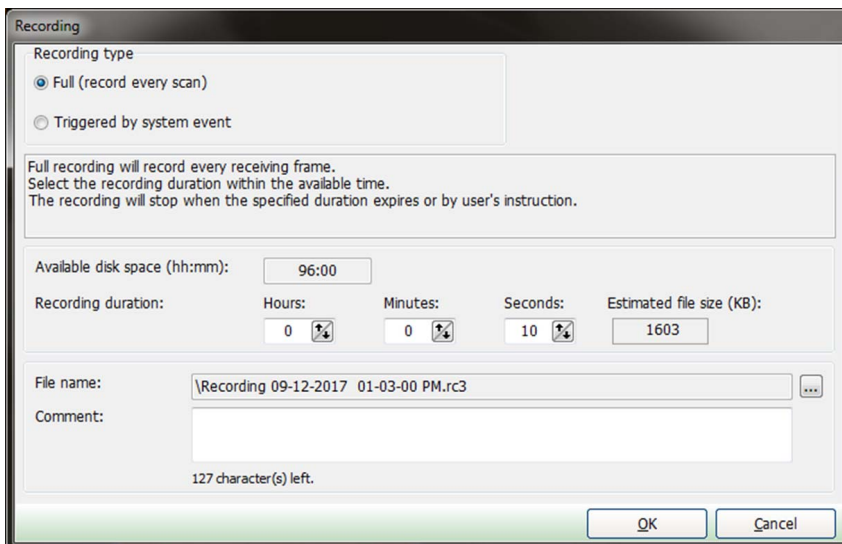 Recording
Recording type
Full (record every scan)
Triggered by system event
Full recording will record every receiving frame.
Select the recording duration within the available time.
The recording will stop when the specified duration expires or by user's instruction.
Available disk space (hh:mm): 96:00
Recording duration: Hours: Minutes: Seconds: Estimated file size (KB):
0 0 10 1603
File name: \Recording 09-12-2017 01-03-00 PM.rc3 ...
Comment:
127 character(s) left.
OK Cancel